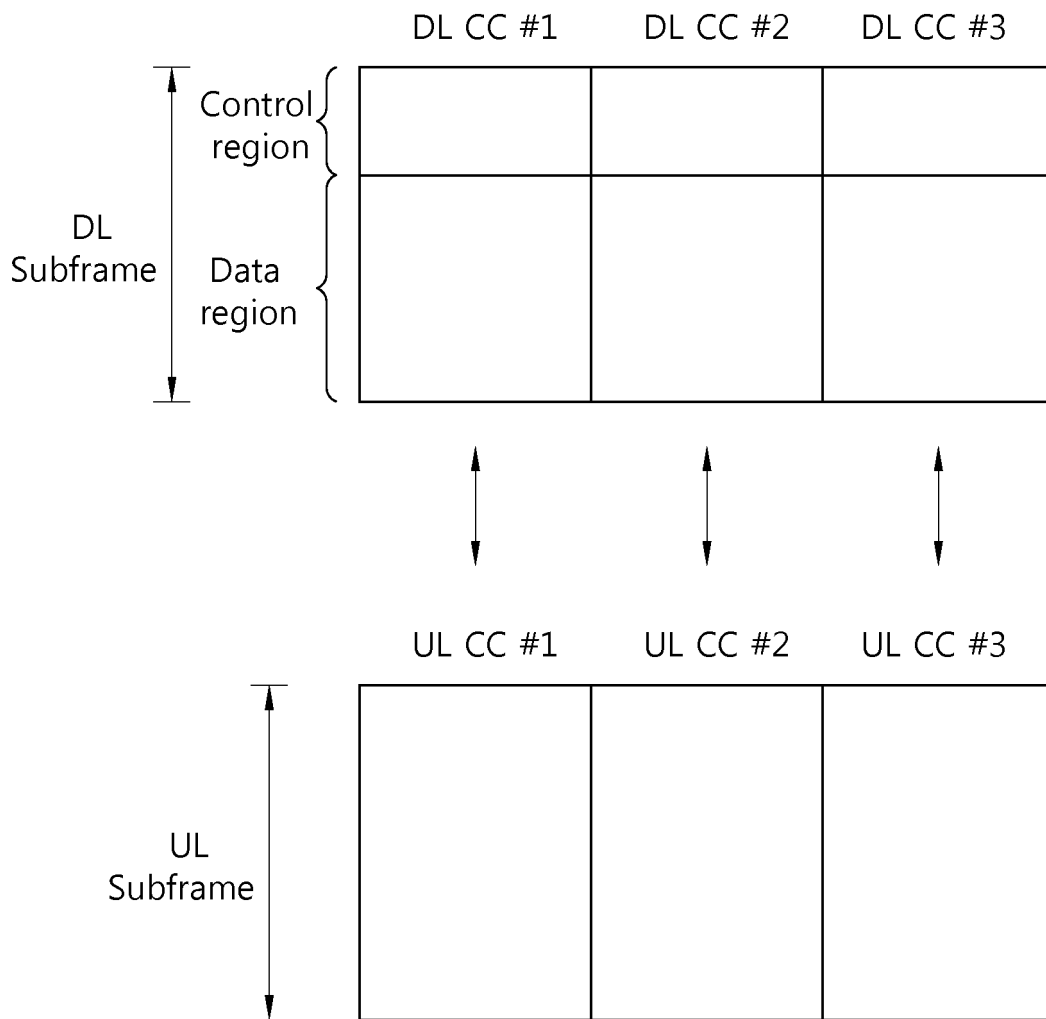 DL CC #1 DL CC #2 DL CC #3
Control
region
DL
Subframe
Data
region
UL CC #1 UL CC #2 UL CC #3
UL
Subframe